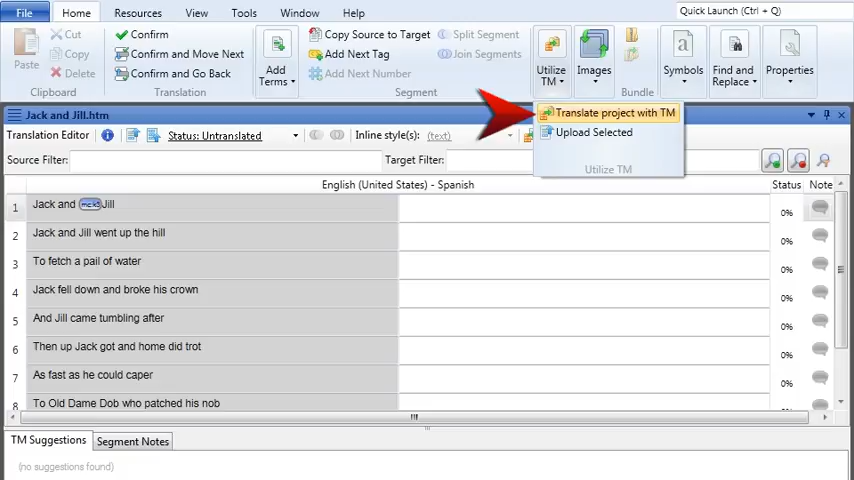 File Home Resources View Tools Window Help Quick Launch (Ctrl + Q)
Cut Confirm Copy Source to Target Split Segment
Copy Confirm and Move Next Add Next Tag Join Segments
Paste Delete Confirm and Go Back Add Terms Add Next Number Utilize TM Images Symbols Find and Replace Properties
Clipboard Translation Segment Bundle
Jack and Jill.htm Translate project with TM
Translation Editor Status: Untranslated Inline style(s): (text) Upload Selected
Source Filter: Target Filter:
Utilize TM
English (United States) - Spanish Status Note
1 Jack and Jill 0%
2 Jack and Jill went up the hill 0%
3 To fetch a pail of water 0%
4 Jack fell down and broke his crown 0%
5 And Jill came tumbling after 0%
6 Then up Jack got and home did trot 0%
7 As fast as he could caper 0%
8 To Old Dame Dob who patched his nob 0%
TM Suggestions Segment Notes
(no suggestions found)